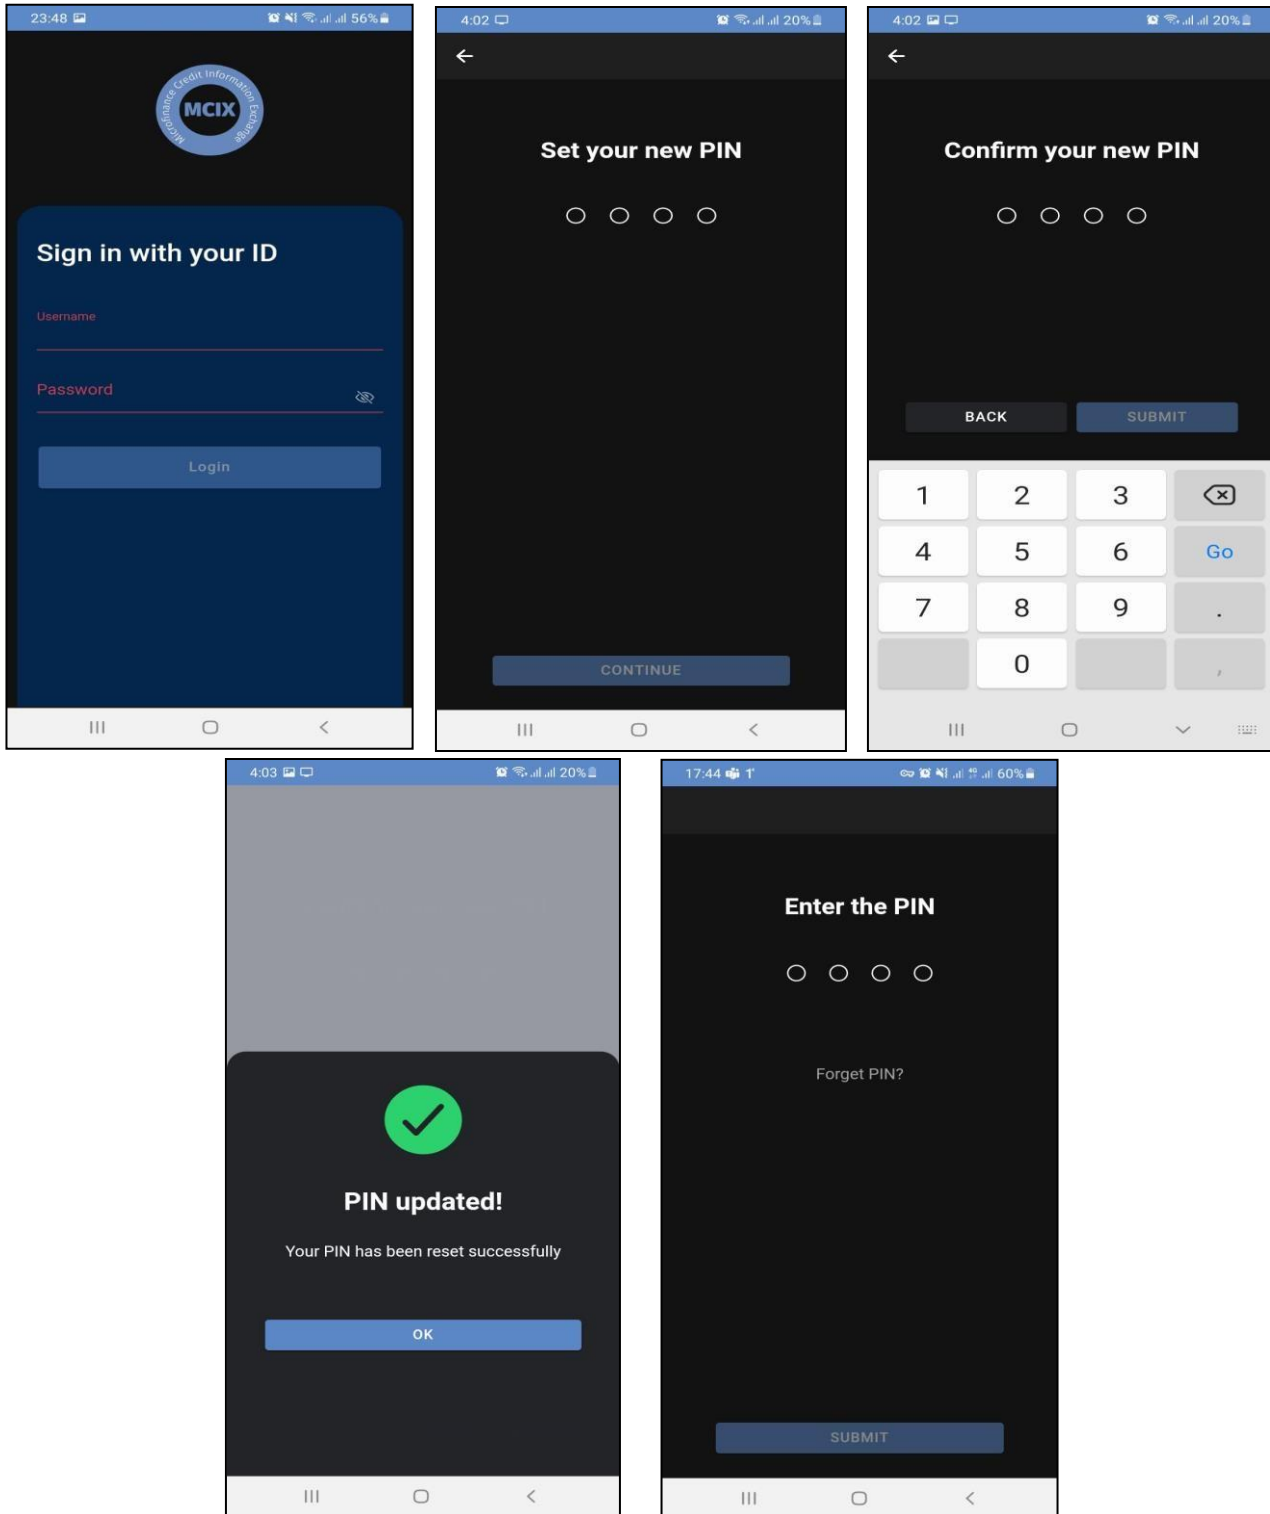 23:48 56%
Microfinance Credit Information Exchange
MCIX
Sign in with your ID
Username
Password
Login
4:02 20%
Set your new PIN
CONTINUE
4:02 20%
Confirm your new PIN
BACK SUBMIT
1 2 3
4 5 6 Go
7 8 9 .
0 ,
4:03 20%
PIN updated!
Your PIN has been reset successfully
OK
17:44 60%
Enter the PIN
Forget PIN?
SUBMIT